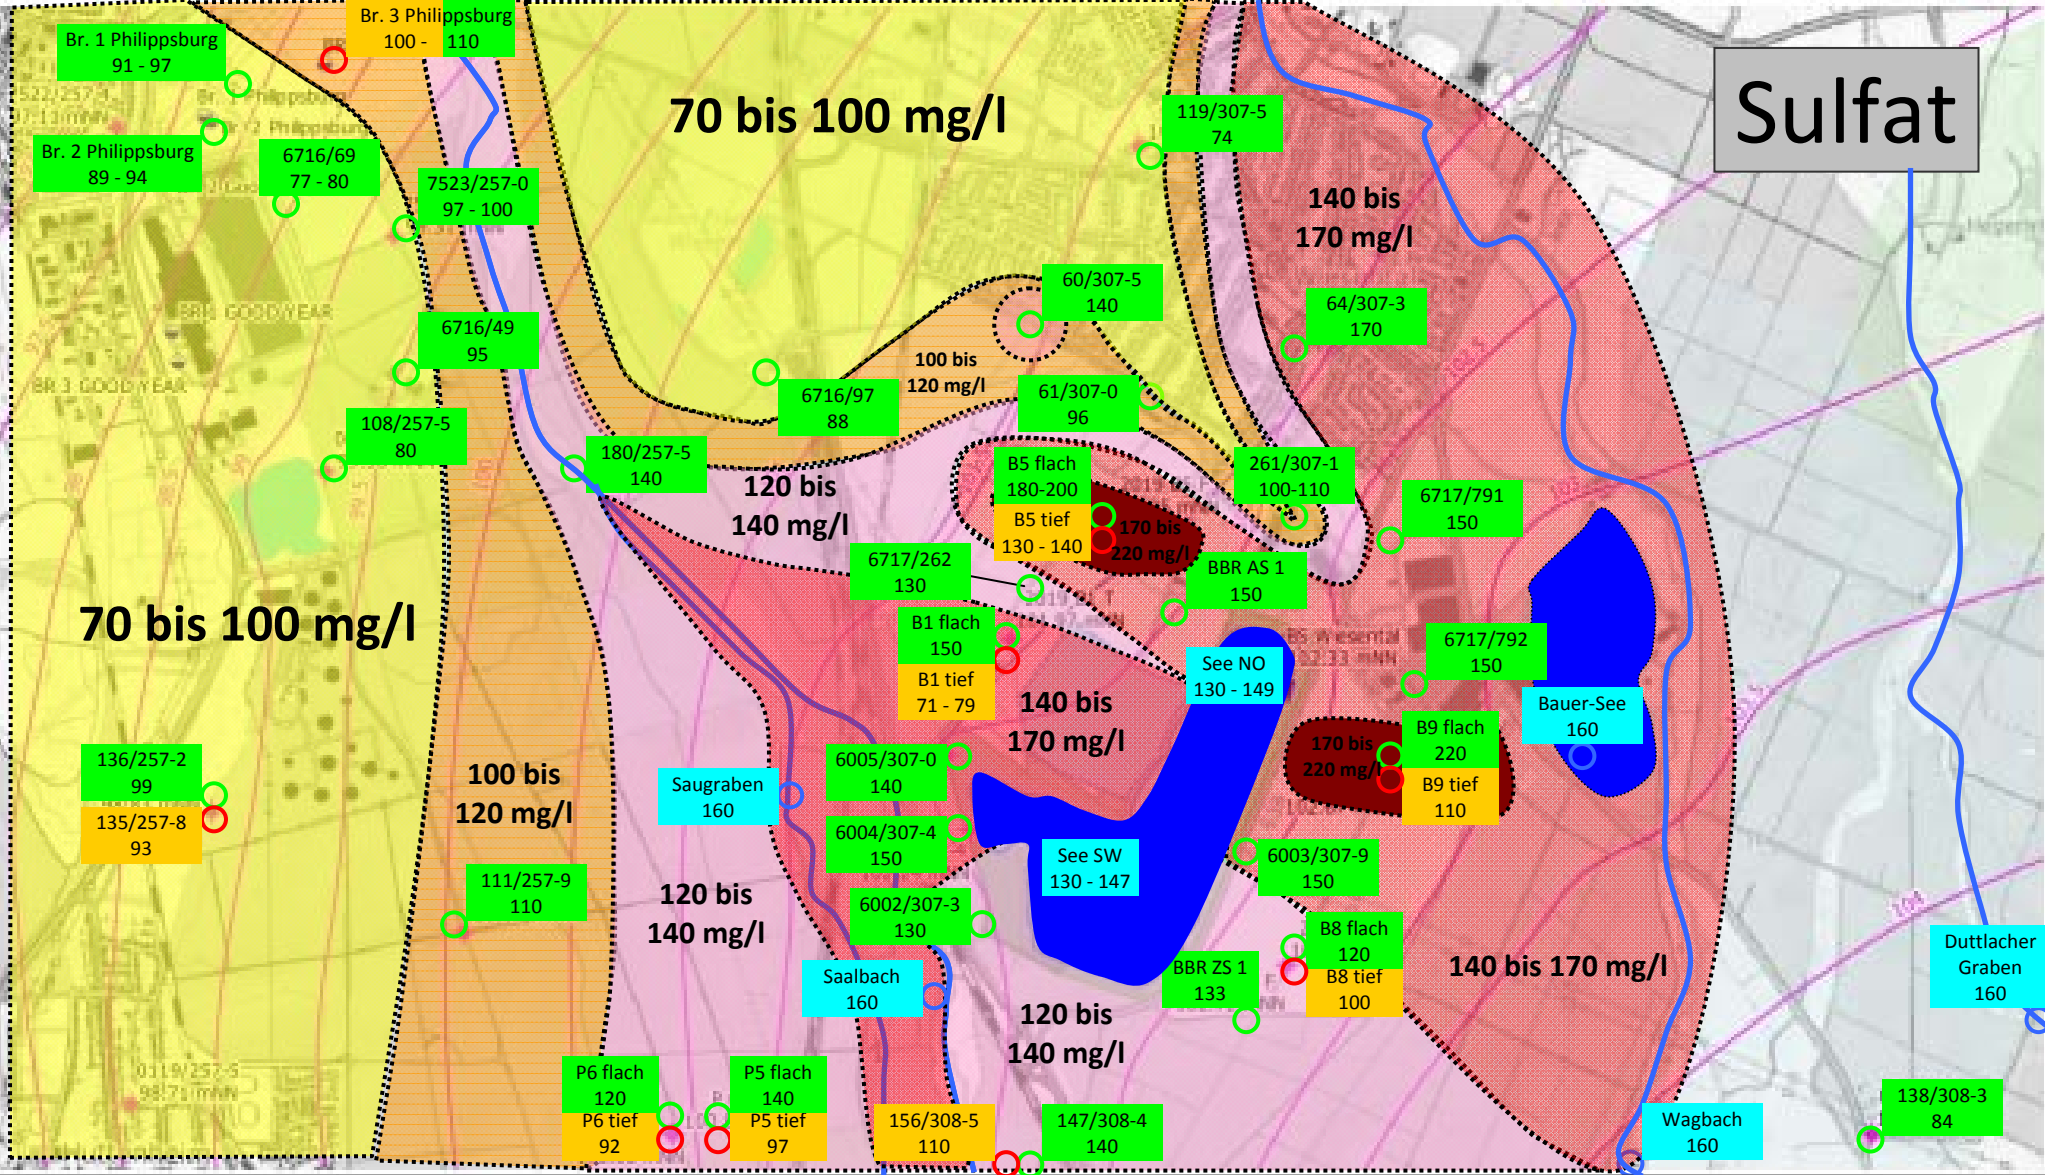 Br. 3 Philippsburg
100 - 110
Br. 1 Philippsburg
91 - 97
Sulfat
70 bis 100 mg/l
119/307-5
74
Br. 2 Philippsburg
89 - 94
6716/69
77 - 80
7523/257-0
97 - 100
140 bis
170 mg/l
60/307-5
140
64/307-3
170
BR 1 GOODYEAR
6716/49
95
100 bis
120 mg/l
BR 3 GOODYEAR
6716/97
88
61/307-0
96
108/257-5
80
180/257-5
140
120 bis
140 mg/l
B5 flach
180-200
B5 tief
130 - 140
170 bis
220 mg/l
261/307-1
100-110
6717/791
150
6717/262
130
BBR AS 1
150
70 bis 100 mg/l
B1 flach
150
B1 tief
71 - 79
See NO
130 - 149
6717/792
150
140 bis
170 mg/l
Bauer-See
160
170 bis
220 mg/l
B9 flach
220
B9 tief
110
136/257-2
99
135/257-8
93
100 bis
120 mg/l
Saugraben
160
6005/307-0
140
6004/307-4
150
See SW
130 - 147
6003/307-9
150
111/257-9
110
120 bis
140 mg/l
6002/307-3
130
B8 flach
120
B8 tief
100
104
140 bis 170 mg/l
Duttlacher
Graben
160
Saalbach
160
BBR ZS 1
133
120 bis
140 mg/l
P6 flach
120
P6 tief
92
P5 flach
140
P5 tief
97
156/308-5
110
147/308-4
140
Wagbach
160
138/308-3
84